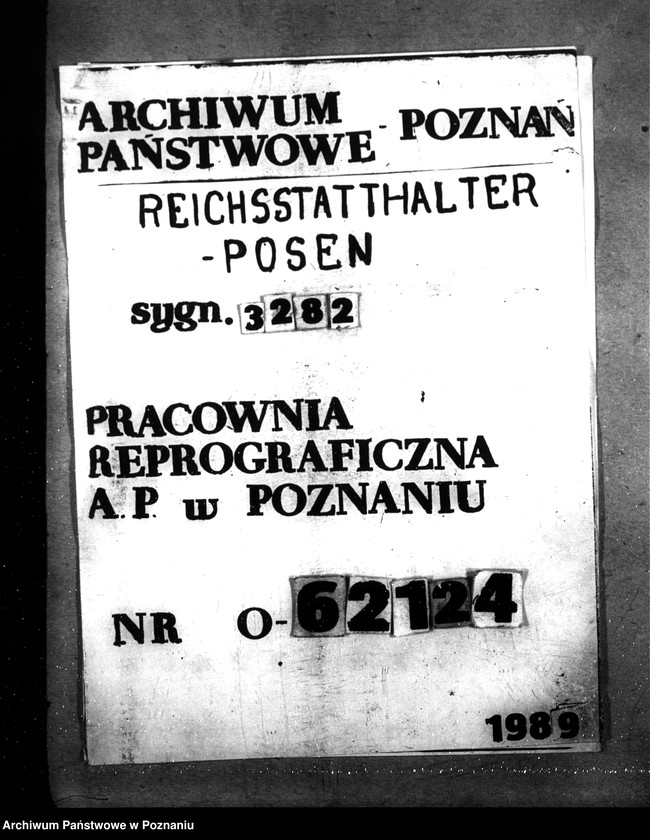 ARCHIWUM
PAŃSTWOWE - POZNAŃ
REICHSSTATTHALTER
-POSEN
sygn. 3282
PRACOWNIA
REPROGRAFICZNA
A.P. w POZNANIU
NR O-62124
1989
Archiwum Państwowe w Poznaniu